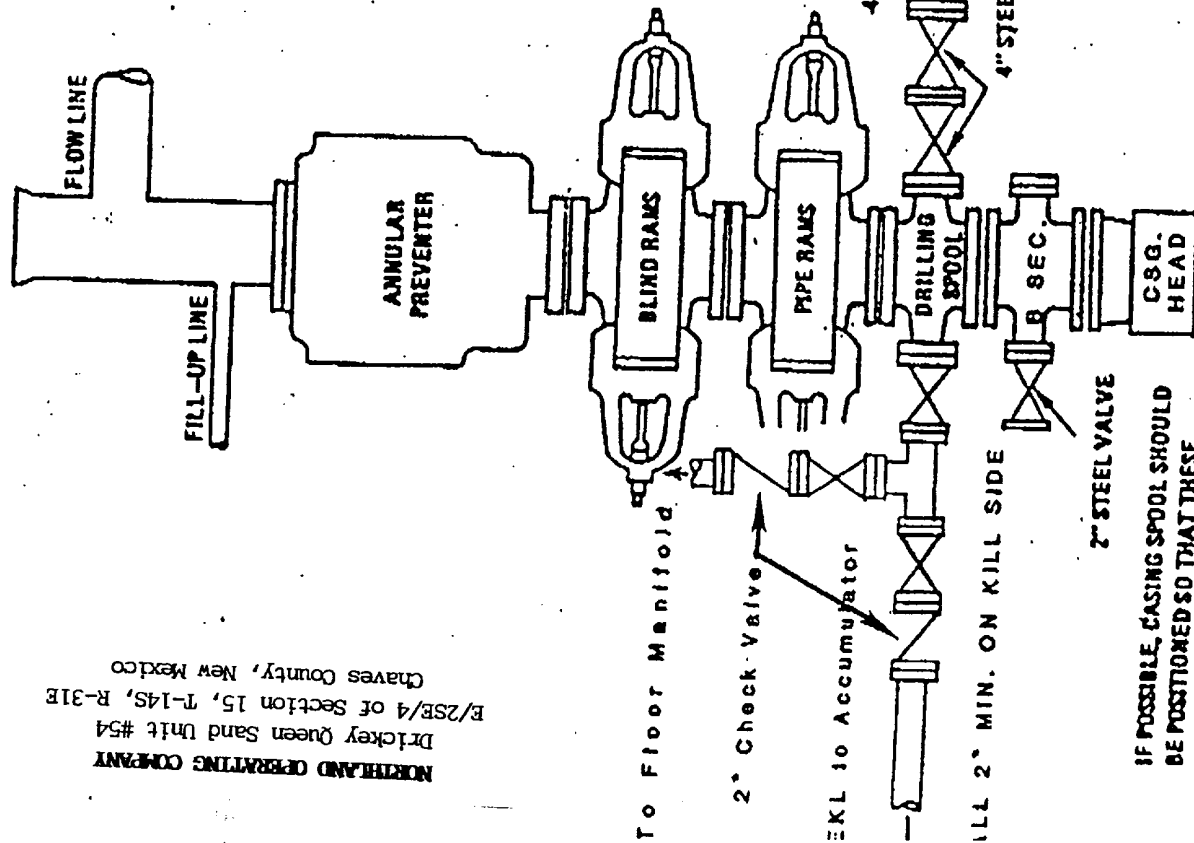 FLOW LINE
FILL-UP LINE
ANNULAR
PREVENTER
BLIND RAMS
PIPE RAMS
DRILLING
SPOOL
4" STEE
B SEC.
CSG.
HEAD
2" STEEL VALVE
IF POSSIBLE, CASING SPOOL SHOULD
BE POSITIONED SO THAT THESE
To Floor Manifold
2" Check-Valve
EKL to Accumulator
ALL 2" MIN. ON KILL SIDE
NORTHLAND OPERATING COMPANY
Drickey Queen Sand Unit #54
E/2SE/4 of Section 15, T-14S, R-31E
Chaves County, New Mexico